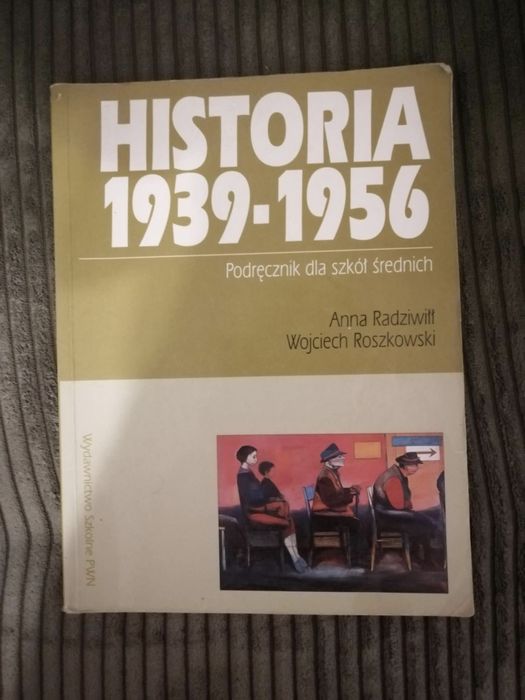 HISTORIA
1939-1956
Podręcznik dla szkół średnich
Anna Radziwiłł
Wojciech Roszkowski
Wydawnictwo Szkolne PWN